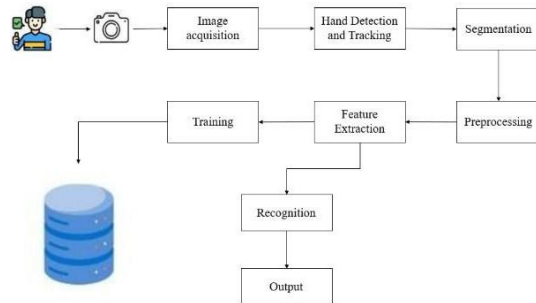 Image
acquisition
Hand Detection
and Tracking
Segmentation
Training
Feature
Extraction
Preprocessing
Recognition
Output